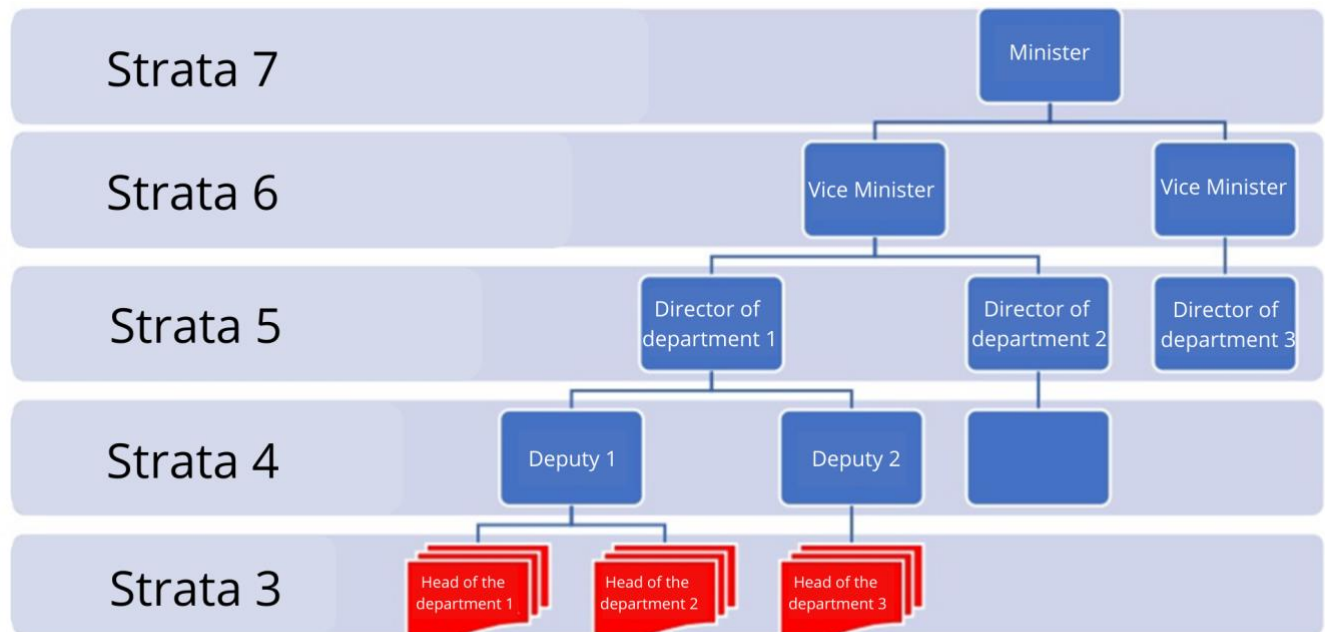 Strata 7
Minister
Strata 6
Vice Minister
Vice Minister
Strata 5
Director of
department 1
Director of
department 2
Director of
department 3
Strata 4
Deputy 1
Deputy 2
Strata 3
Head of the
department 1
Head of the
department 2
Head of the
department 3